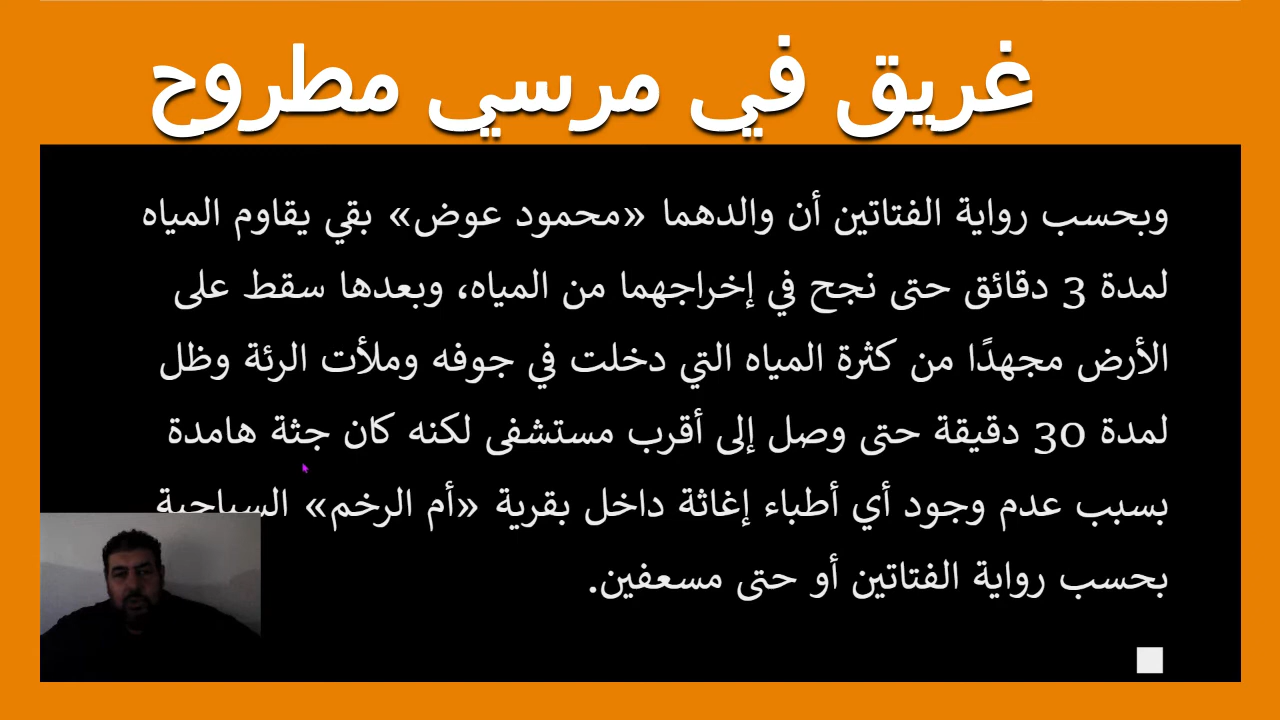 غريق في مرسي مطروح
وبحسب رواية الفتاتين أن والدهما «محمود عوض» بقي يقاوم المياه
لمدة 3 دقائق حتى نجح في إخراجهما من المياه، وبعدها سقط على
الأرض مجهدًا من كثرة المياه التي دخلت في جوفه وملأت الرئة وظل
لمدة 30 دقيقة حتى وصل إلى أقرب مستشفى لكنه كان جثة هامدة
بسبب عدم وجود أي أطباء إغاثة داخل بقرية «أم الرخم» السياحية
بحسب رواية الفتاتين أو حتى مسعفين.